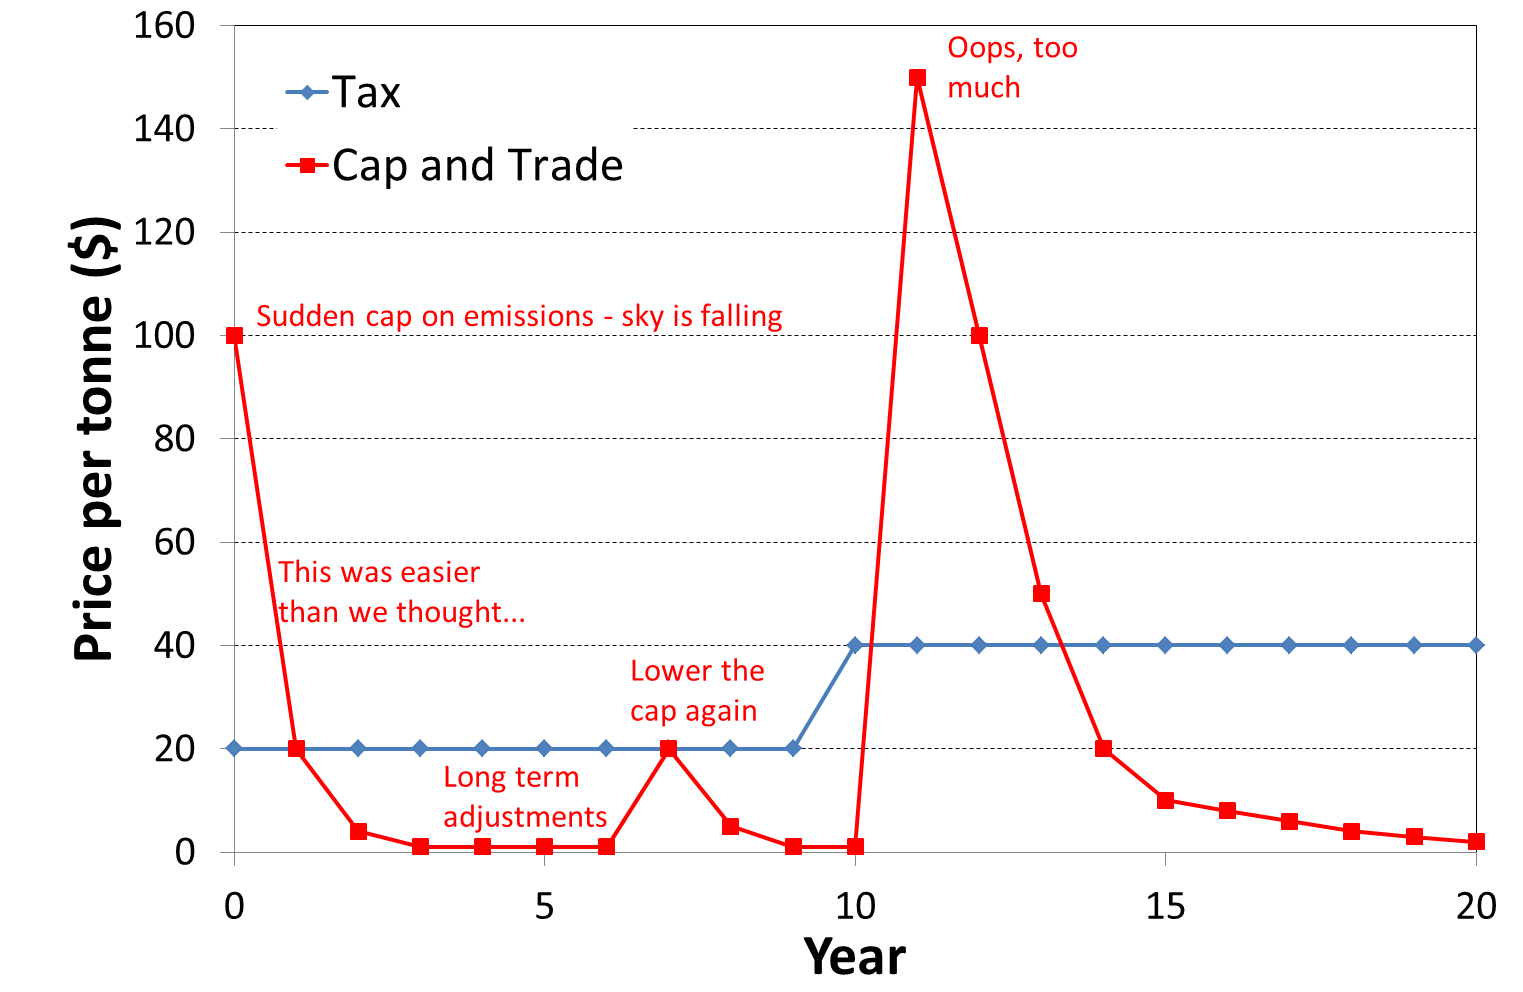 160
140
120
100
80
60
40
20
0
Price per tonne ($)
Tax
Cap and Trade
Oops, too
much
Sudden cap on emissions - sky is falling
This was easier
than we thought...
Lower the
cap again
Long term
adjustments
0
5
10
15
20
Year